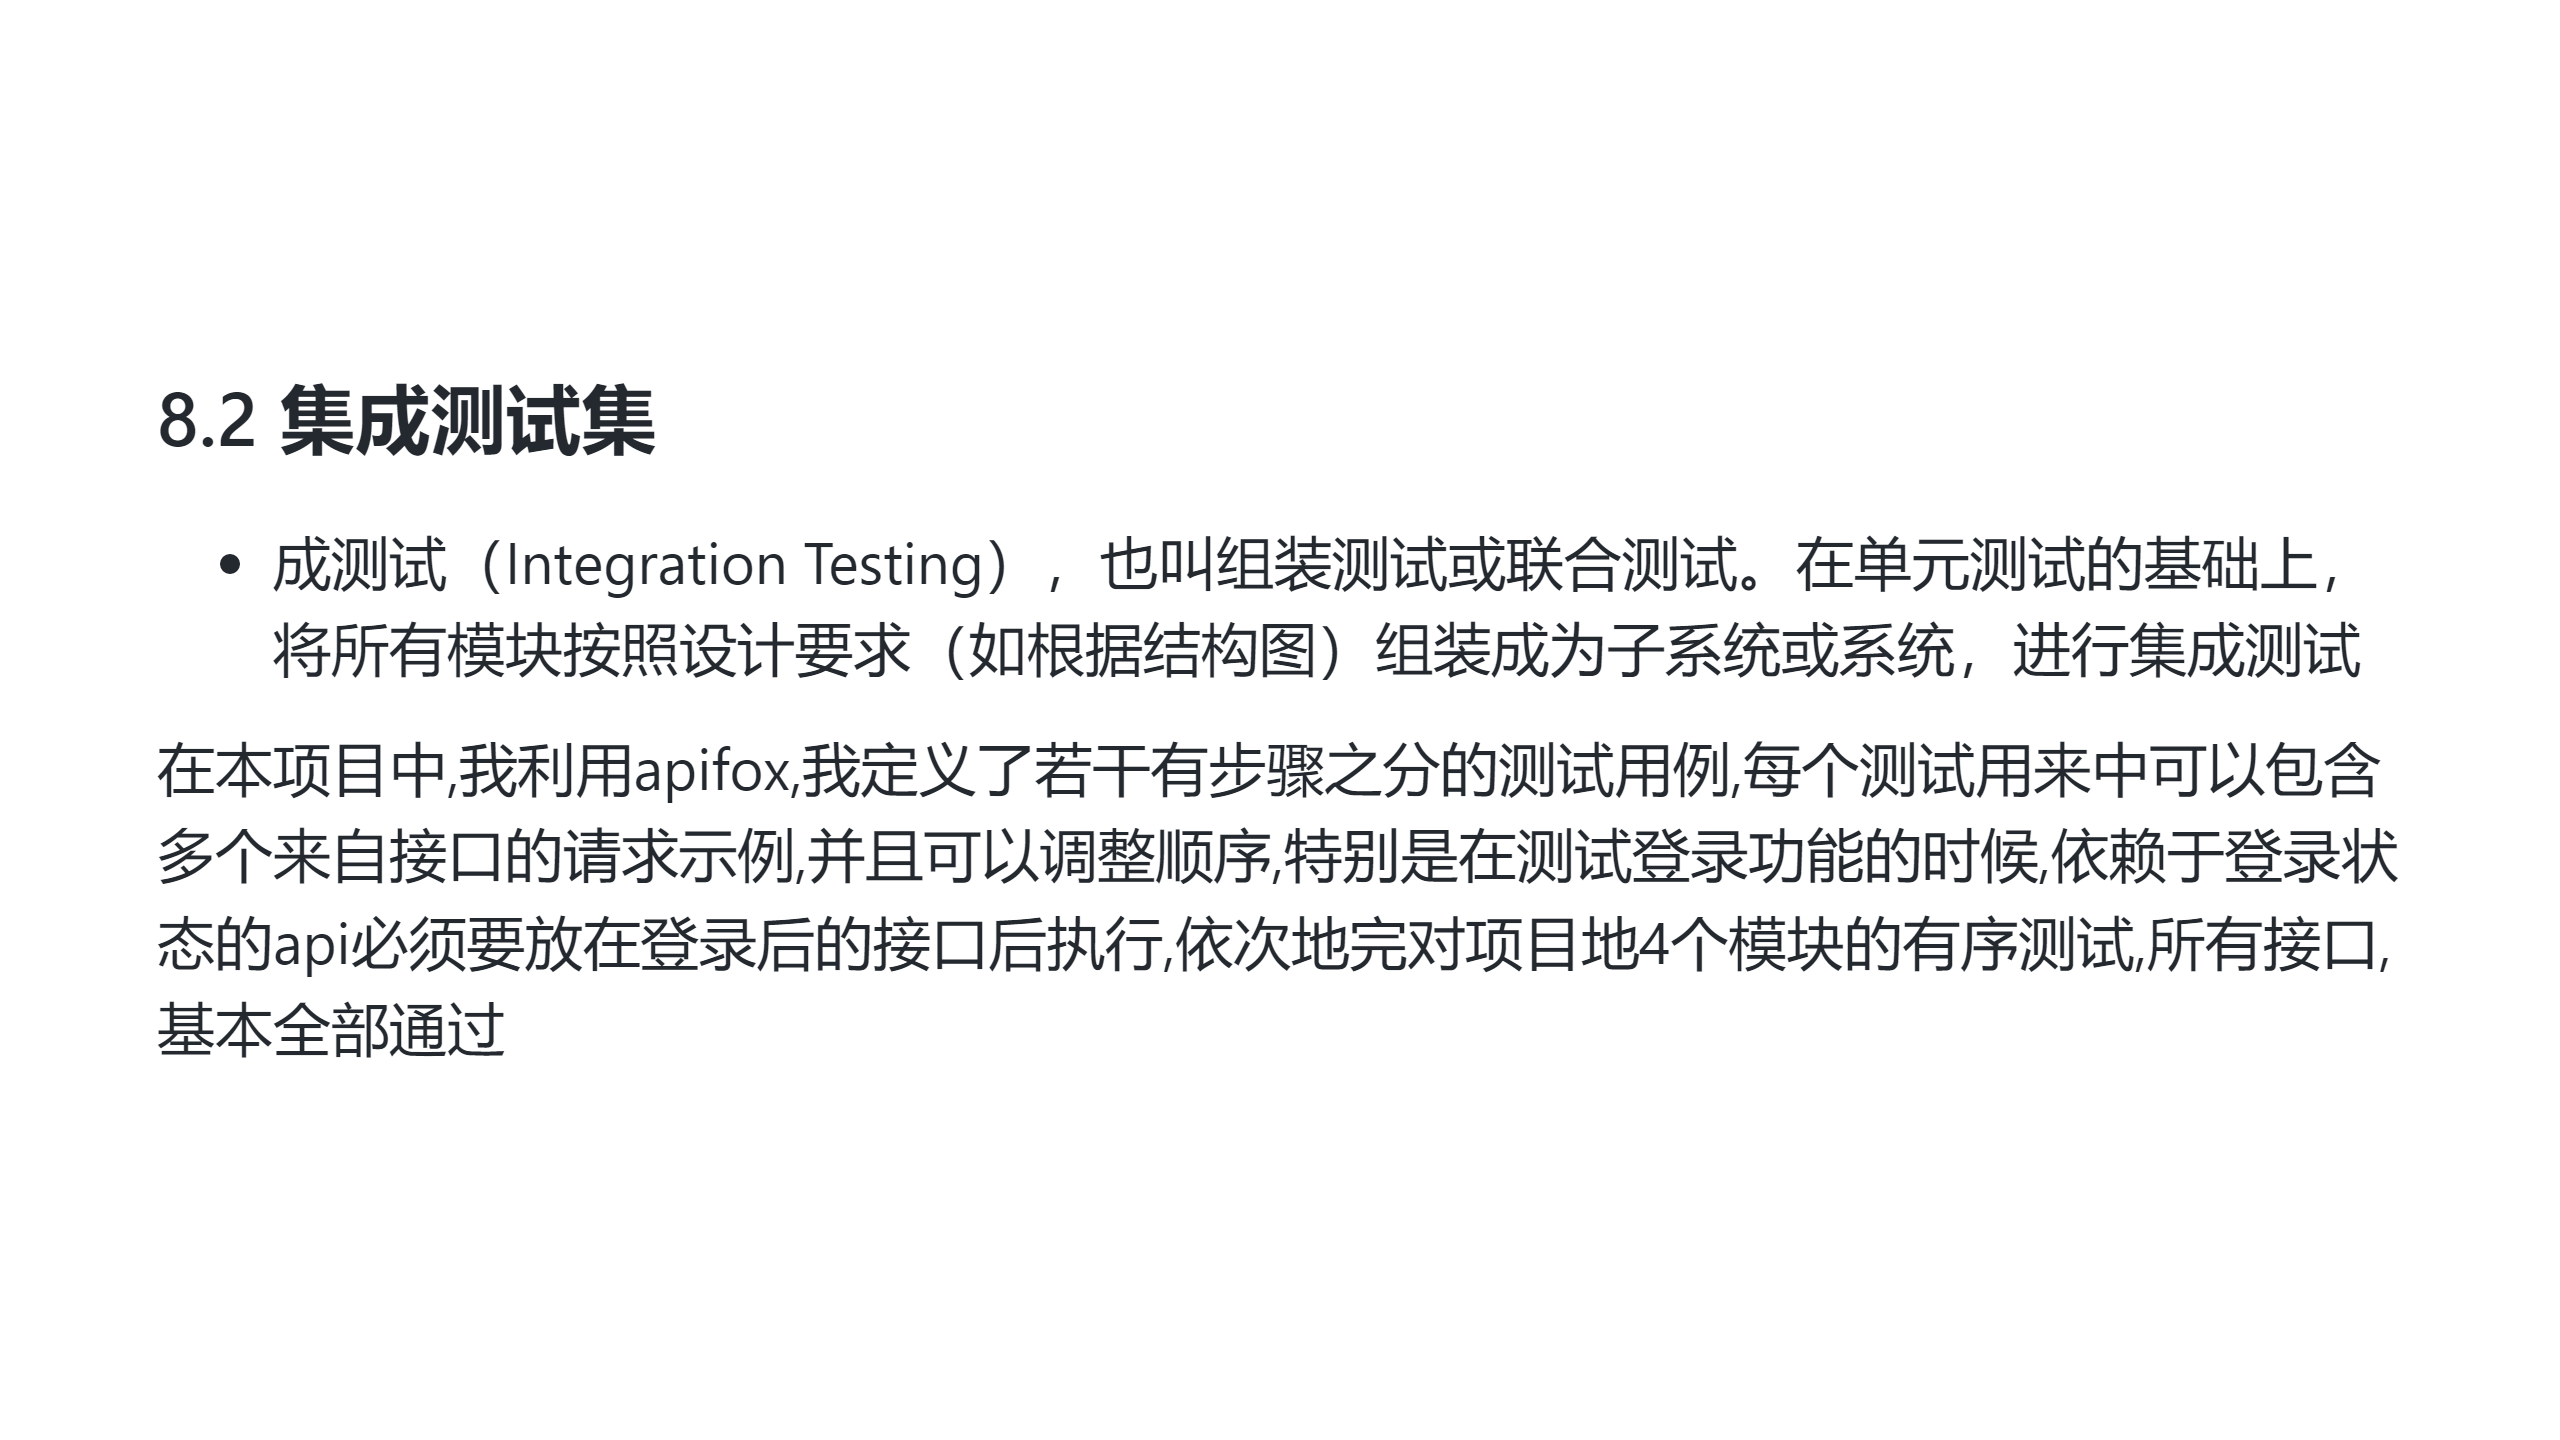 8.2 集成测试集
• 成测试（Integration Testing），也叫组装测试或联合测试。在单元测试的基础上，
将所有模块按照设计要求（如根据结构图）组装成为子系统或系统，进行集成测试
在本项目中,我利用apifox,我定义了若干有步骤之分的测试用例,每个测试用来中可以包含
多个来自接口的请求示例,并且可以调整顺序,特别是在测试登录功能的时候,依赖于登录状
态的api必须要放在登录后的接口后执行,依次地完对项目地4个模块的有序测试,所有接口,
基本全部通过